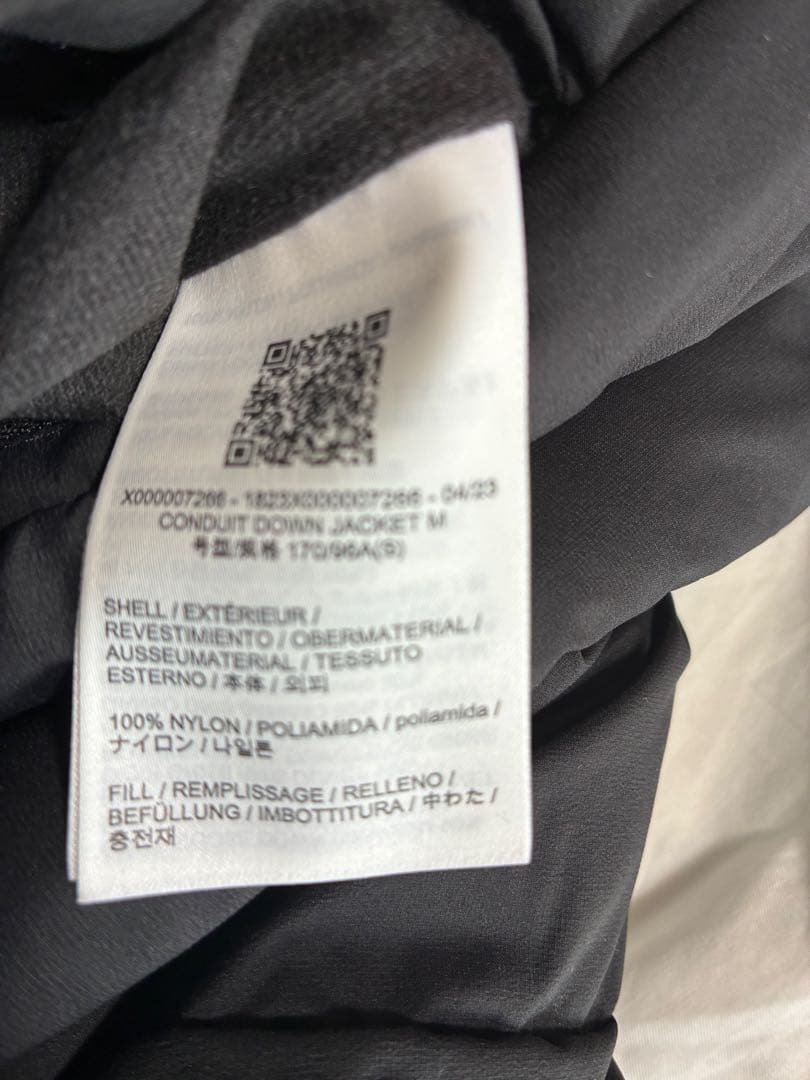 X000007266 - 1823X000007266 - 04/23
CONDUIT DOWN JACKET M
号型/规格 170/96A(S)
SHELL / EXTÉRIEUR /
REVESTIMIENTO / OBERMATERIAL /
AUSSEUMATERIAL / TESSUTO
ESTERNO / 本体 / 외피
100% NYLON / POLIAMIDA / poliamida /
ナイロン / 나일론
FILL / REMPLISSAGE / RELLENO /
BEFÜLLUNG / IMBOTTITURA / 中わた /
충전재